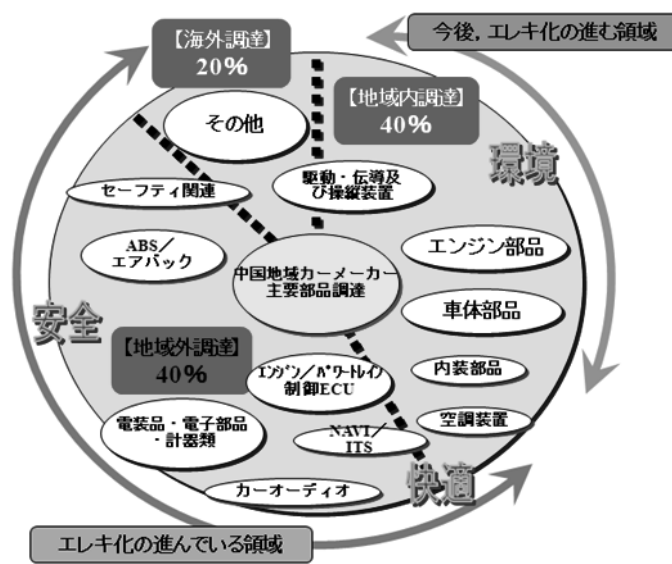 今後，エレキ化の進む領域
【海外調達】
20％
【地域内調達】
40％
その他
環境
セーフティ関連
駆動・伝導及
び操縦装置
ABS／
エアバック
エンジン部品
中国地域カーメーカー
主要部品調達
安全
車体部品
【地域外調達】
40％
ｴﾝｼﾞﾝ／ﾊﾟﾜｰﾄﾚｲﾝ
制御ECU
内装部品
電装品・電子部品
・計器類
NAVI／
ITS
空調装置
快適
カーオーディオ
エレキ化の進んでいる領域